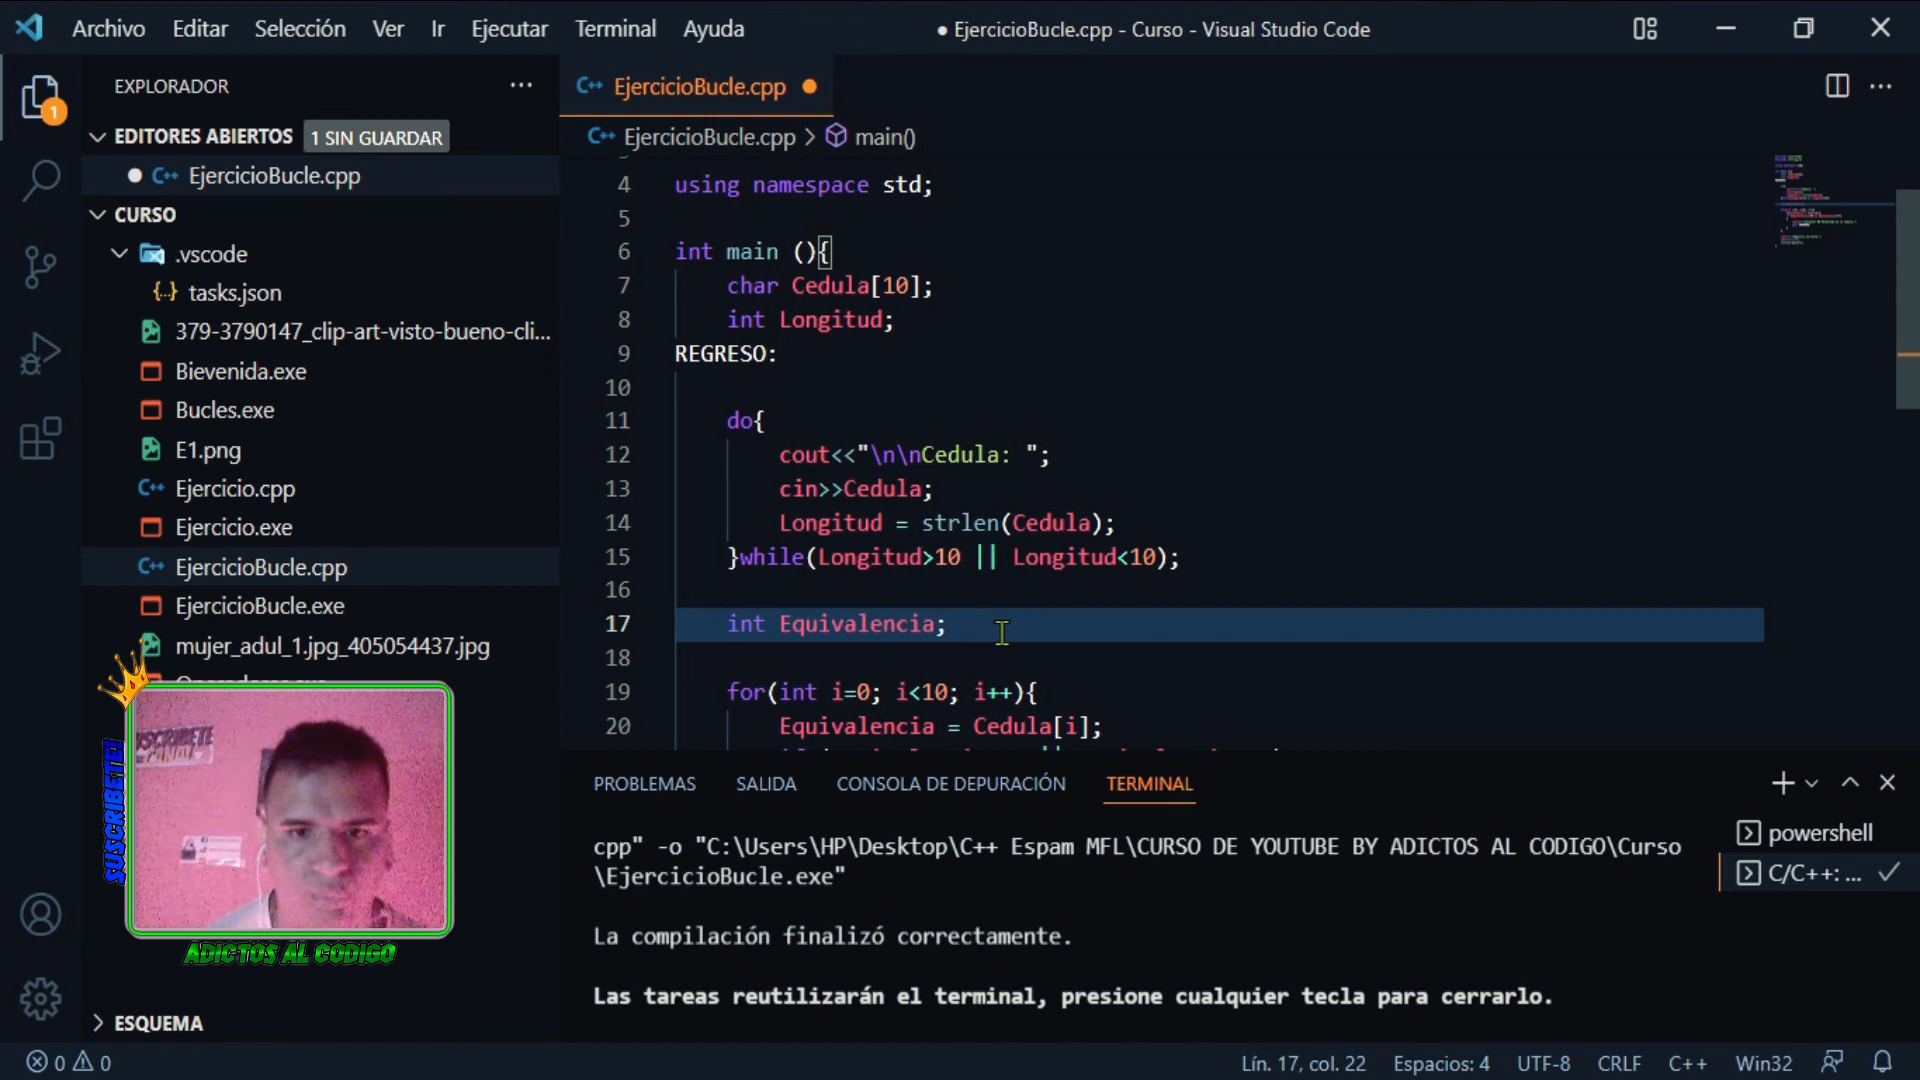 Archivo Editar Selección Ver Ir Ejecutar Terminal Ayuda
● EjercicioBucle.cpp - Curso - Visual Studio Code
EXPLORADOR
EDITORES ABIERTOS 1 SIN GUARDAR
EjercicioBucle.cpp
CURSO
.vscode
tasks.json
379-3790147_clip-art-visto-bueno-cli...
Bievenida.exe
Bucles.exe
E1.png
Ejercicio.cpp
Ejercicio.exe
EjercicioBucle.cpp
EjercicioBucle.exe
mujer_adul_1.jpg_405054437.jpg
SUSCRIBETE!
ADICTOS AL CODIGO
ESQUEMA
EjercicioBucle.cpp
EjercicioBucle.cpp > main()
4 using namespace std;
5
6 int main (){
7 char Cedula[10];
8 int Longitud;
9 REGRESO:
10
11 do{
12 cout<<"\n\nCedula: ";
13 cin>>Cedula;
14 Longitud = strlen(Cedula);
15 }while(Longitud>10 || Longitud<10);
16
17 int Equivalencia;
18
19 for(int i=0; i<10; i++){
20 Equivalencia = Cedula[i];
PROBLEMAS SALIDA CONSOLA DE DEPURACIÓN TERMINAL
cpp" -o "C:\Users\HP\Desktop\C++ Espam MFL\CURSO DE YOUTUBE BY ADICTOS AL CODIGO\Curso
\EjercicioBucle.exe"
La compilación finalizó correctamente.
Las tareas reutilizarán el terminal, presione cualquier tecla para cerrarlo.
powershell
C/C++: ...
0 0
Lín. 17, col. 22 Espacios: 4 UTF-8 CRLF C++ Win32